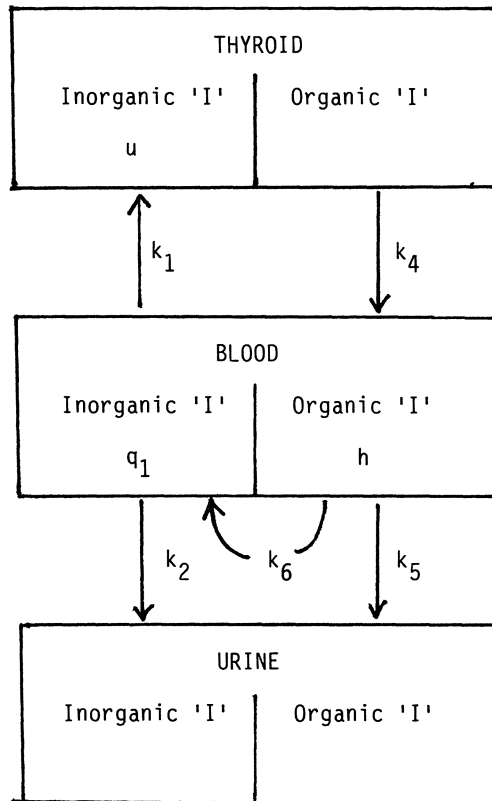 THYROID
Inorganic 'I' Organic 'I'
u
k1 k4
BLOOD
Inorganic 'I' Organic 'I'
q1 h
k2 k6 k5
URINE
Inorganic 'I' Organic 'I'